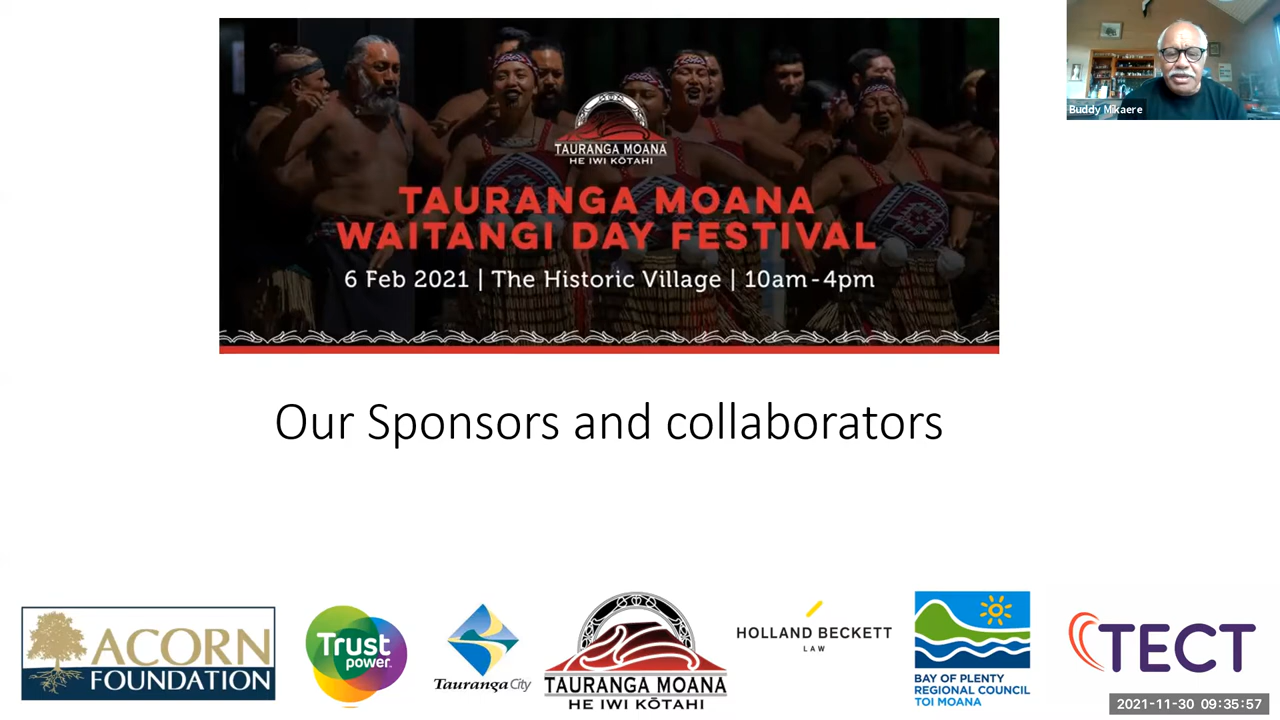 TAURANGA MOANA
HE IWI KŌTAHI
TAURANGA MOANA
WAITANGI DAY FESTIVAL
6 Feb 2021 | The Historic Village | 10am-4pm
Buddy Mikaere
Our Sponsors and collaborators
ACORN
FOUNDATION
Trust
power.
Tauranga City
TAURANGA MOANA
HE IWI KŌTAHI
HOLLAND BECKETT
LAW
BAY OF PLENTY
REGIONAL COUNCIL
TOI MOANA
TECT
2021-11-30 09:35:57